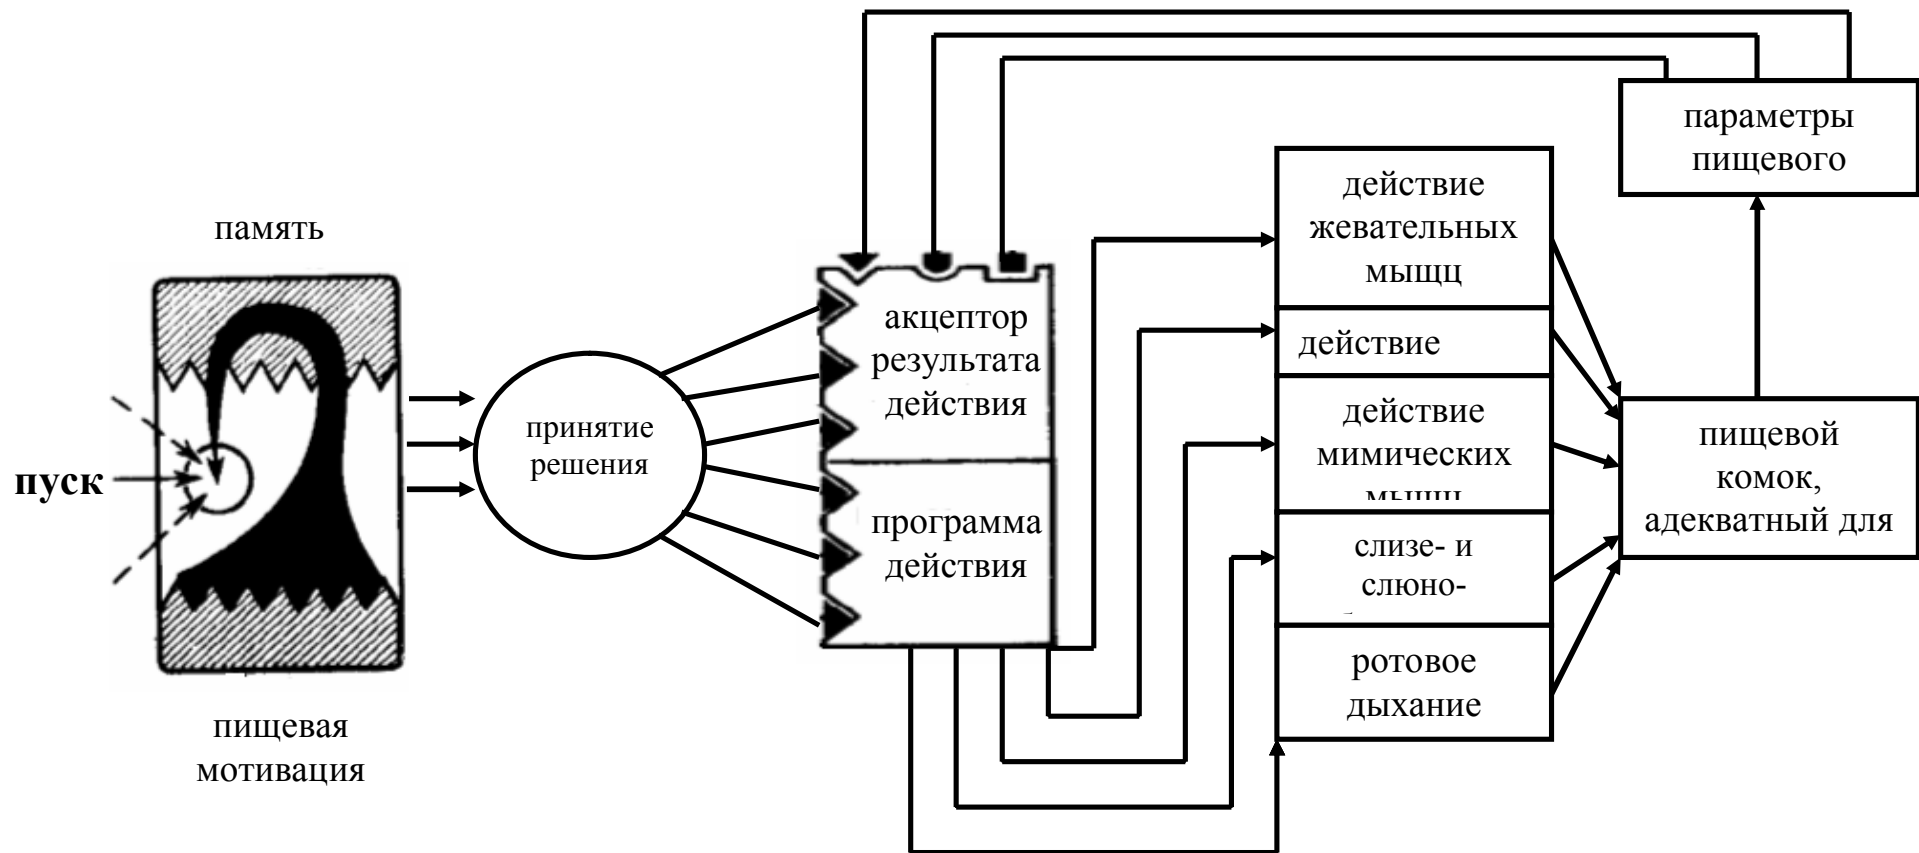 память
пуск
пищевая
мотивация
принятие
решения
акцептор
результата
действия
программа
действия
действие
жевательных
мыщц
действие
действие
мимических
слизе- и
слюно-
ротовое
дыхание
параметры
пищевого
пищевой
комок,
адекватный для